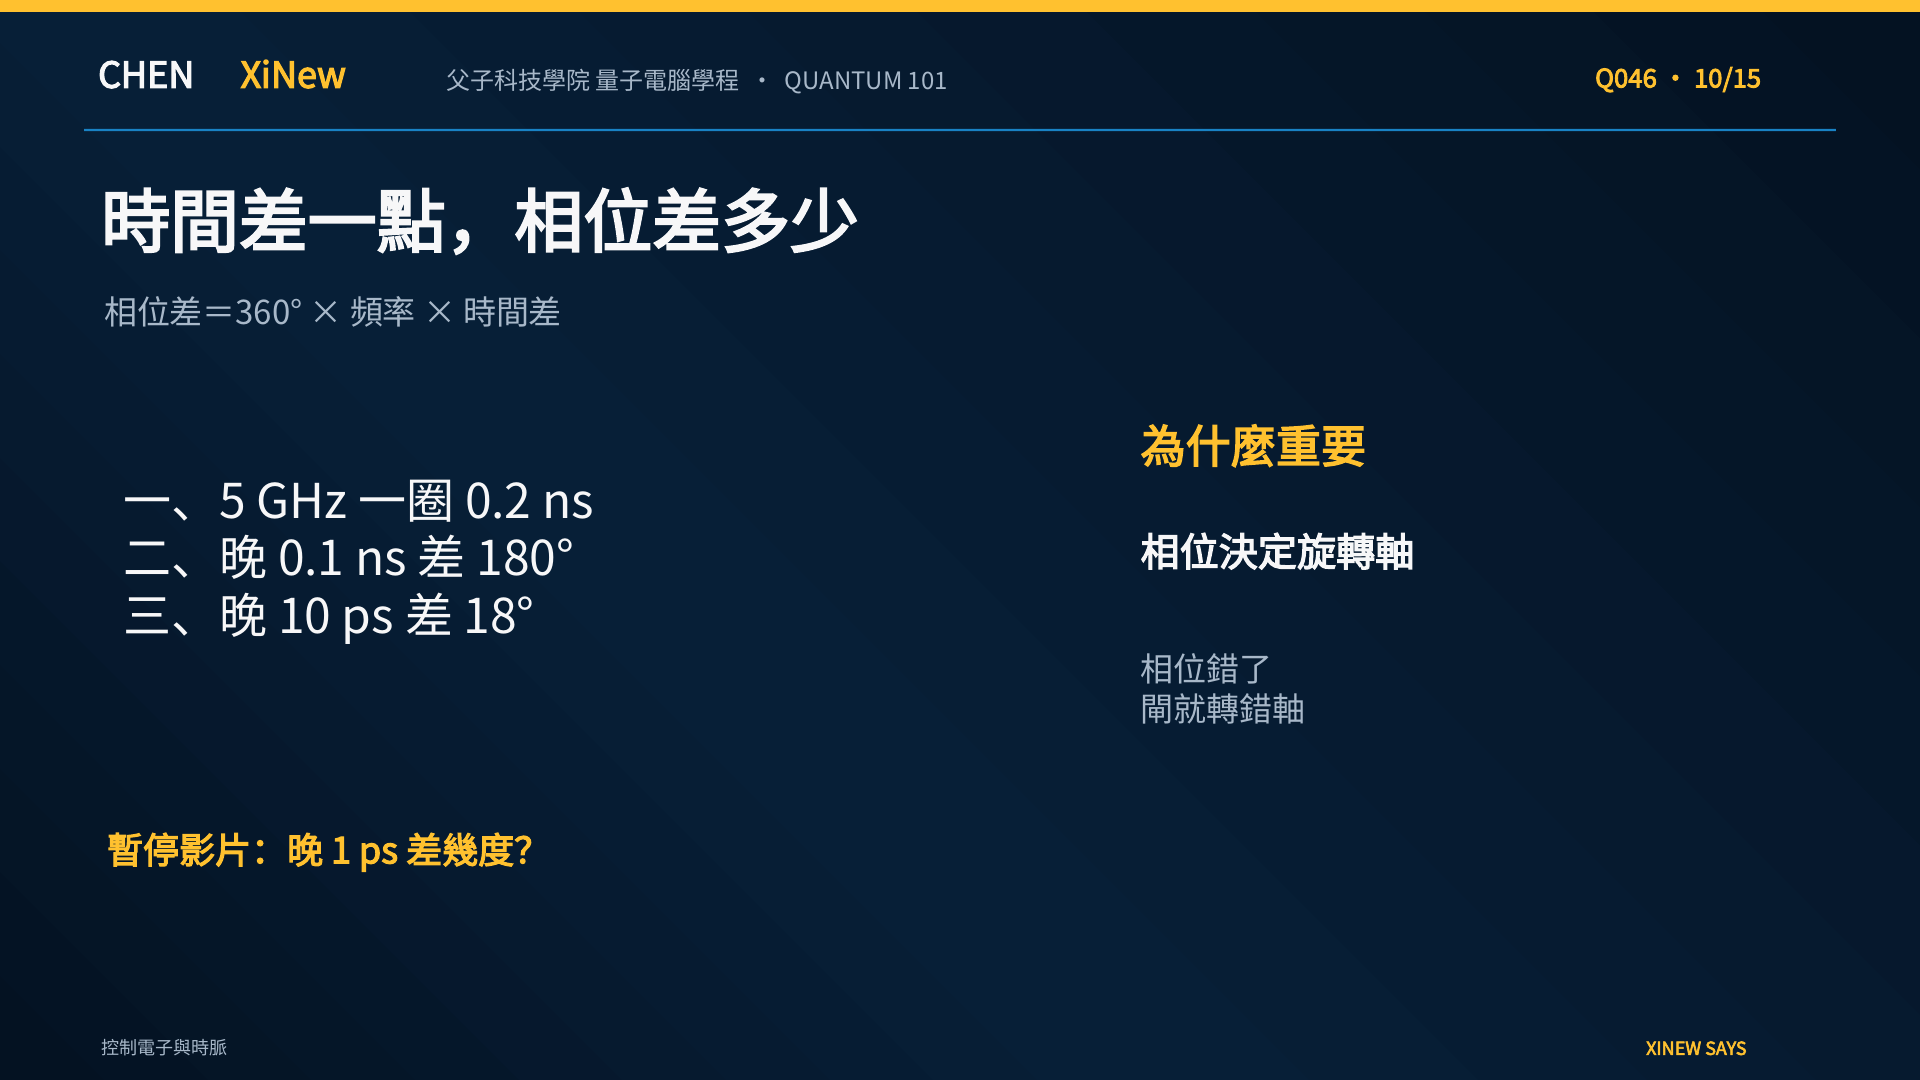 CHEN XiNew 父子科技學院 量子電腦學程 · QUANTUM 101 Q046 · 10/15
時間差一點，相位差多少
相位差＝360° × 頻率 × 時間差
一、5 GHz 一圈 0.2 ns
二、晚 0.1 ns 差 180°
三、晚 10 ps 差 18°
為什麼重要
相位決定旋轉軸
相位錯了
閘就轉錯軸
暫停影片：晚 1 ps 差幾度？
控制電子與時脈
XINEW SAYS